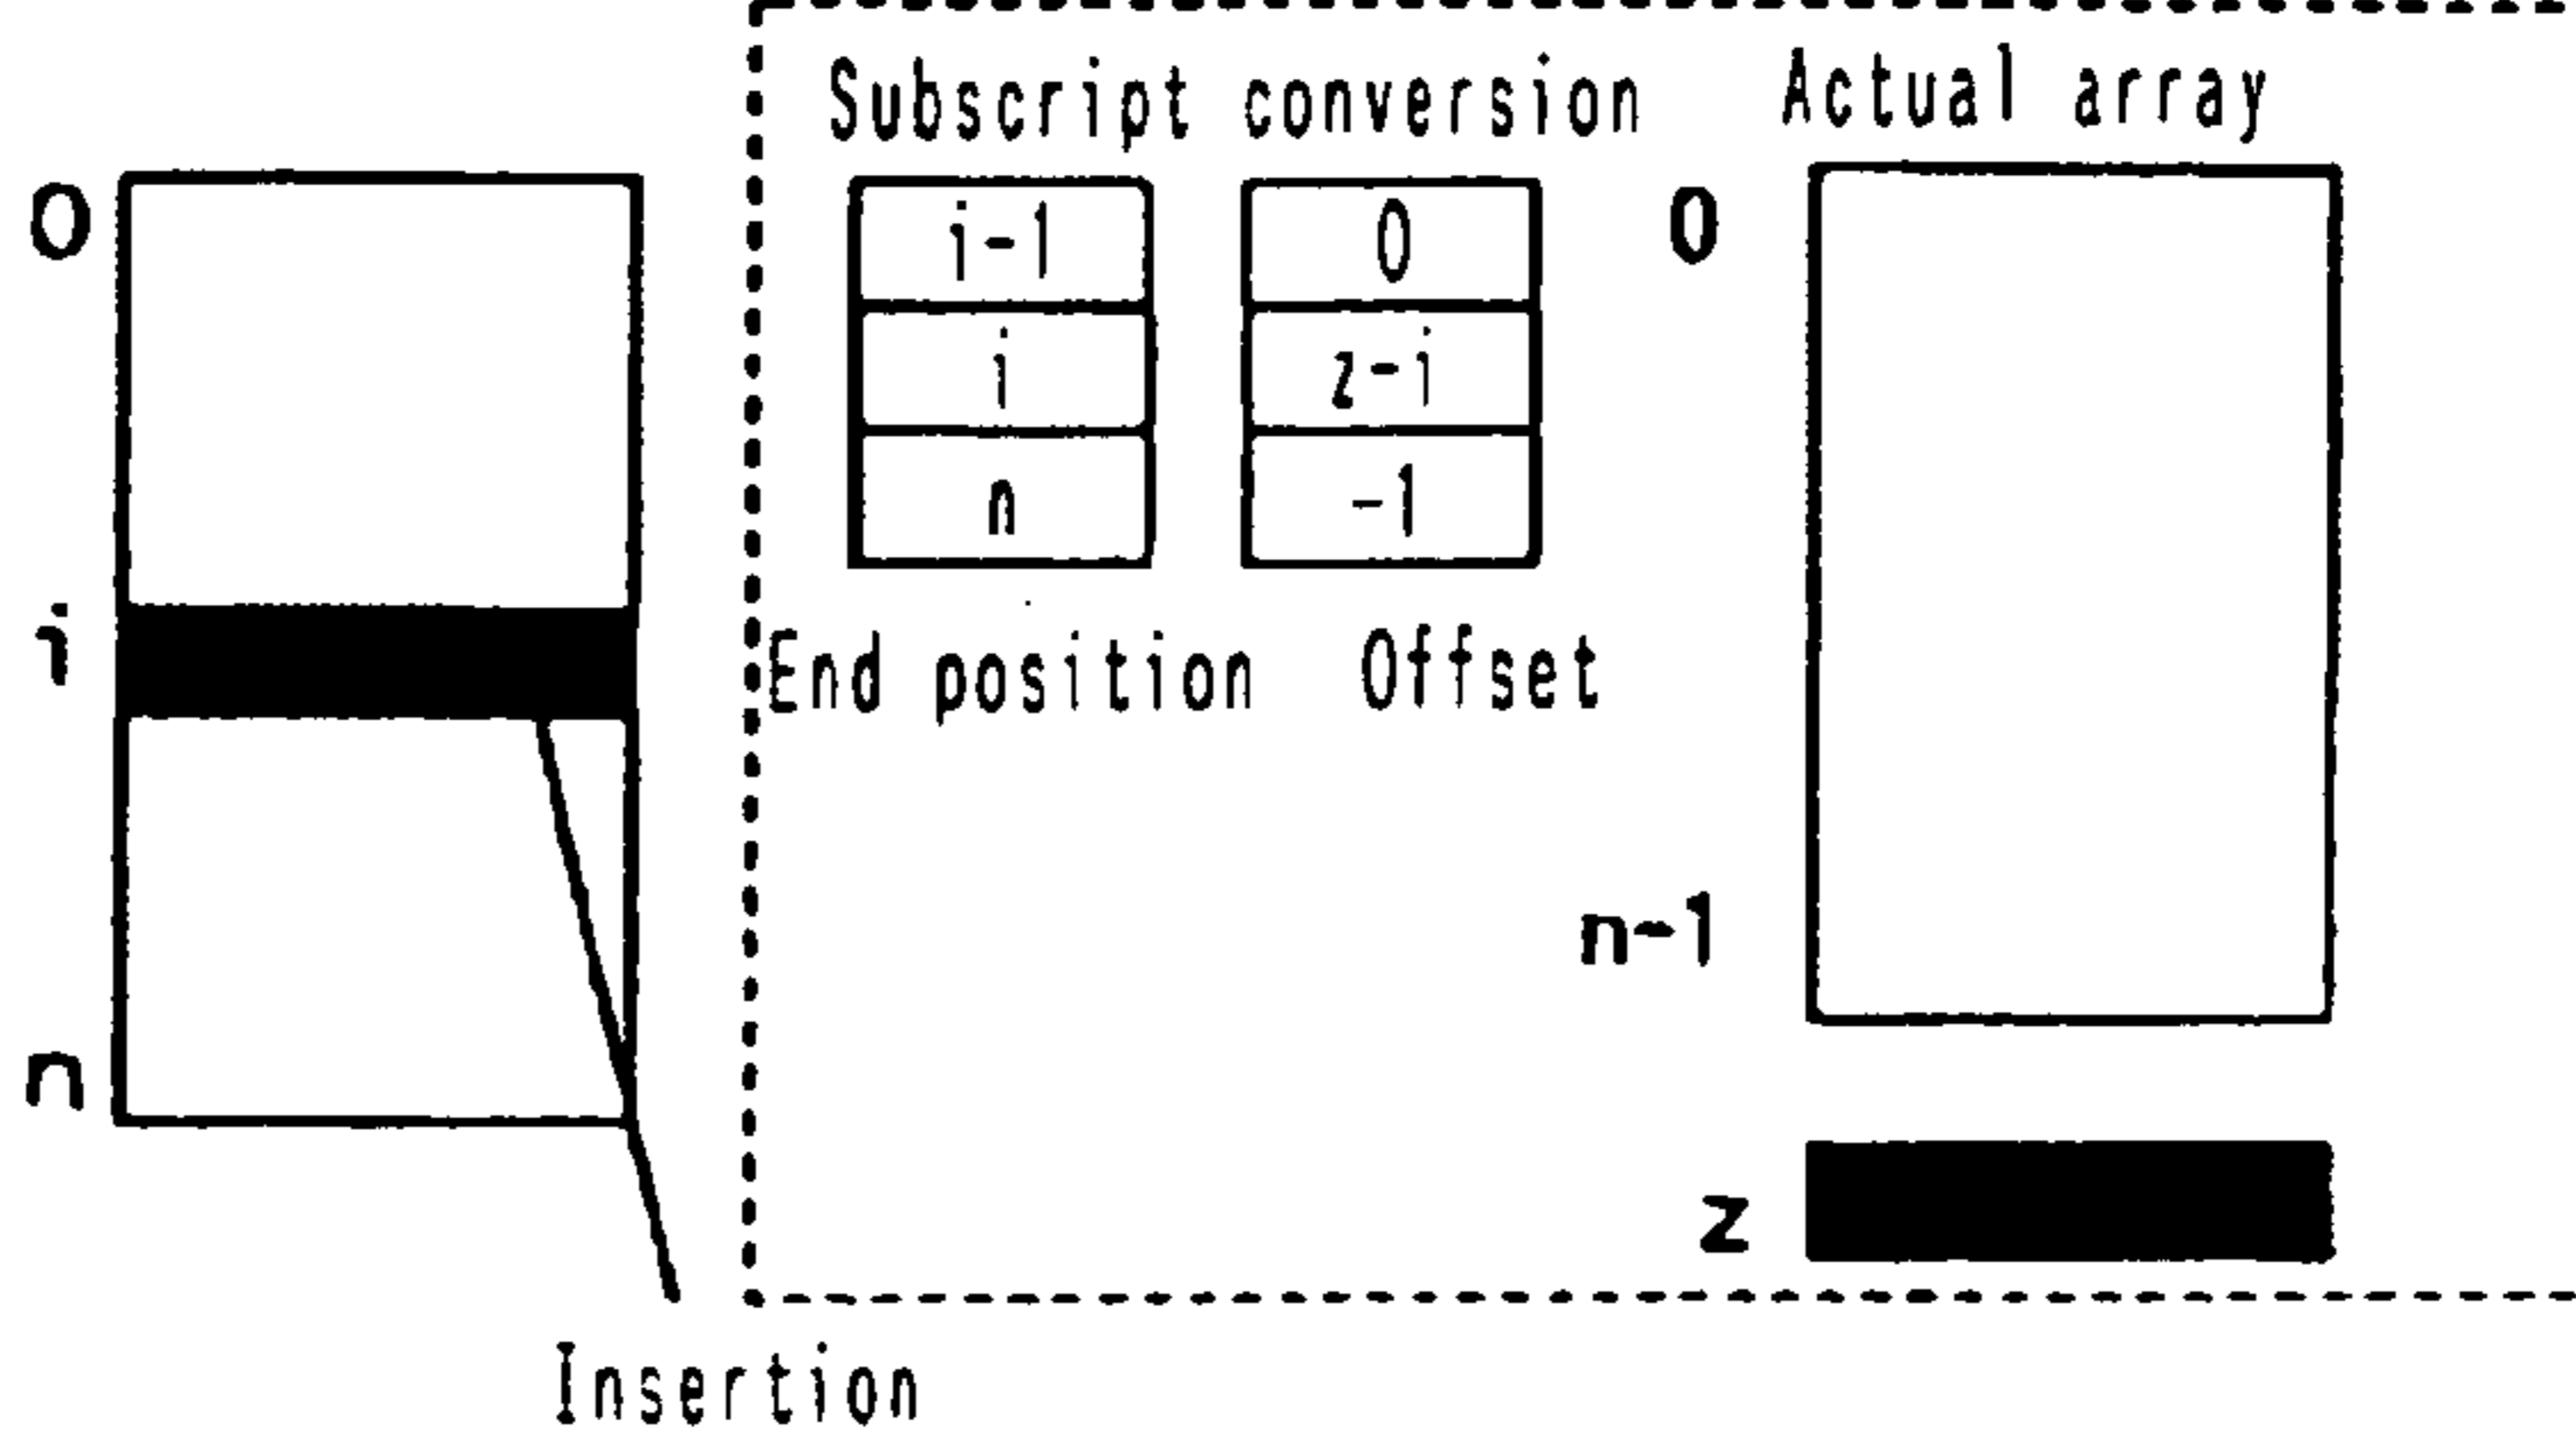 Subscript conversion
Actual array
0
i
n
i-1
i
n
0
z-i
-1
End position
Offset
0
n-1
z
Insertion